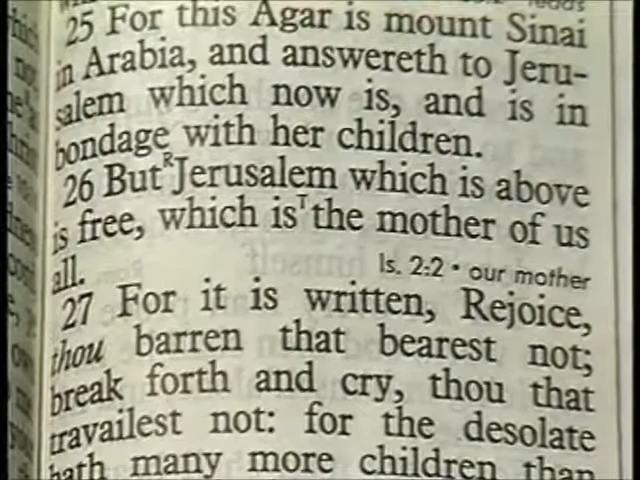 reads
25 For this Agar is mount Sinai
in Arabia, and answereth to Jeru-
salem which now is, and is in
bondage with her children.
26 But ᴿJerusalem which is above
is free, which is ᵀthe mother of us
all.
Is. 2:2 • our mother
27 For it is written, Rejoice,
thou barren that bearest not;
break forth and cry, thou that
travailest not: for the desolate
hath many more children than